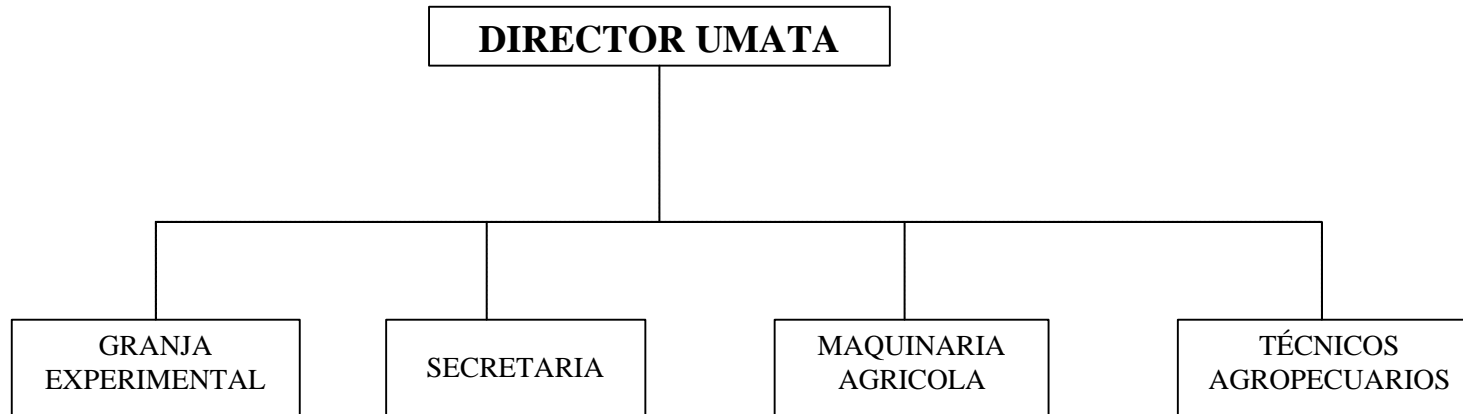 DIRECTOR UMATA
GRANJA
EXPERIMENTAL
SECRETARIA
MAQUINARIA
AGRICOLA
TÉCNICOS
AGROPECUARIOS